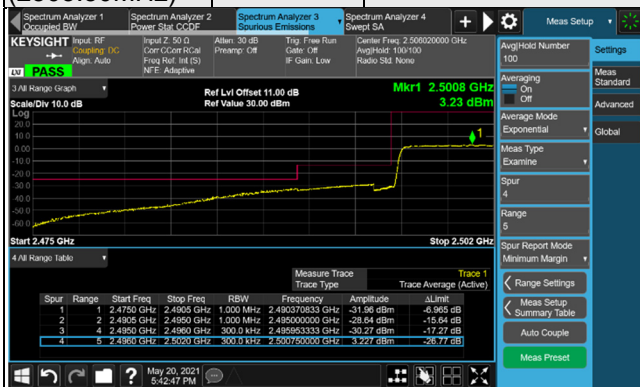 (2506.02MHz)
Spectrum Analyzer 1
Occupied BW
Spectrum Analyzer 2
Power Stat CCDF
Spectrum Analyzer 3
Spurious Emissions
Spectrum Analyzer 4
Swept SA
Meas Setup
KEYSIGHT
Input: RF
Coupling: DC
Align: Auto
Input Z: 50 Ω
Corr CCorr RCal
Freq Ref: Int (S)
NFE: Adaptive
Atten: 30 dB
Preamp: Off
Trig: Free Run
Gate: Off
IF Gain: Low
Center Freq: 2.506020000 GHz
Avg|Hold: 100/100
Radio Std: None
LXI PASS
3 All Range Graph
Scale/Div 10.0 dB
Ref Lvl Offset 11.00 dB
Ref Value 30.00 dBm
Mkr1 2.5008 GHz
3.23 dBm
Log
20.0
10.0
0.00
-10.0
-20.0
-30.0
-40.0
-50.0
-60.0
1
Start 2.475 GHz
Stop 2.502 GHz
4 All Range Table
Measure Trace Trace 1
Trace Type Trace Average (Active)
Spur Range Start Freq Stop Freq RBW Frequency Amplitude ΔLimit
1 1 2.4750 GHz 2.4905 GHz 1.000 MHz 2.490370833 GHz -31.96 dBm -6.965 dB
2 2 2.4905 GHz 2.4950 GHz 1.000 MHz 2.495000000 GHz -28.64 dBm -15.64 dB
3 4 2.4950 GHz 2.4960 GHz 300.0 kHz 2.495953333 GHz -30.27 dBm -17.27 dB
4 5 2.4960 GHz 2.5020 GHz 300.0 kHz 2.500750000 GHz 3.227 dBm -26.77 dB
May 20, 2021
5:42:47 PM
Avg|Hold Number
100
Averaging
On
Off
Average Mode
Exponential
Meas Type
Examine
Spur
4
Range
5
Spur Report Mode
Minimum Margin
Range Settings
Meas Setup
Summary Table
Auto Couple
Meas Preset
Settings
Meas
Standard
Advanced
Global